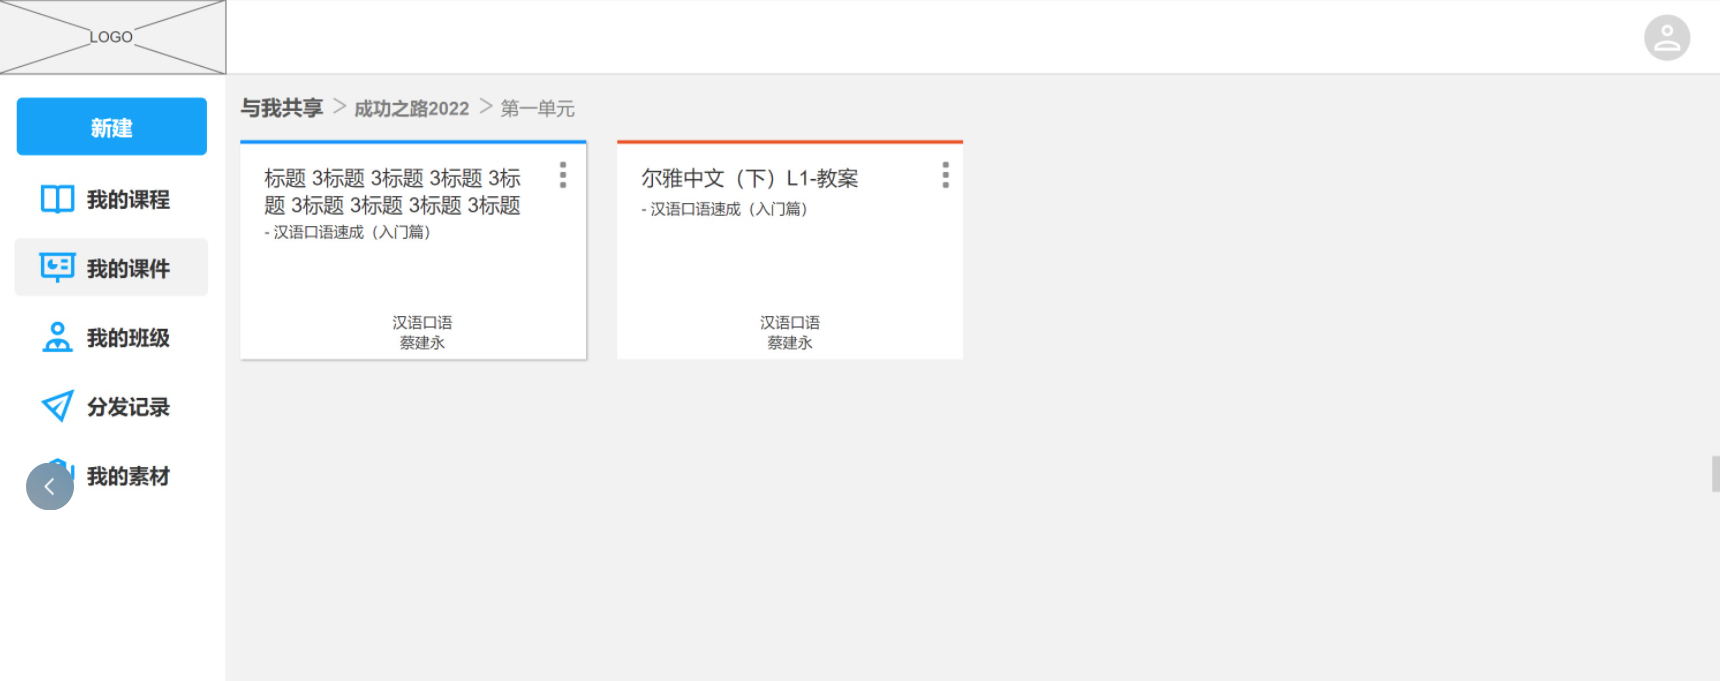 LOGO
新建
我的课程
我的课件
我的班级
分发记录
我的素材
与我共享 > 成功之路2022 > 第一单元
标题 3标题 3标题 3标题 3标
题 3标题 3标题 3标题 3标题
- 汉语口语速成（入门篇）
汉语口语
蔡建永
尔雅中文（下）L1-教案
- 汉语口语速成（入门篇）
汉语口语
蔡建永